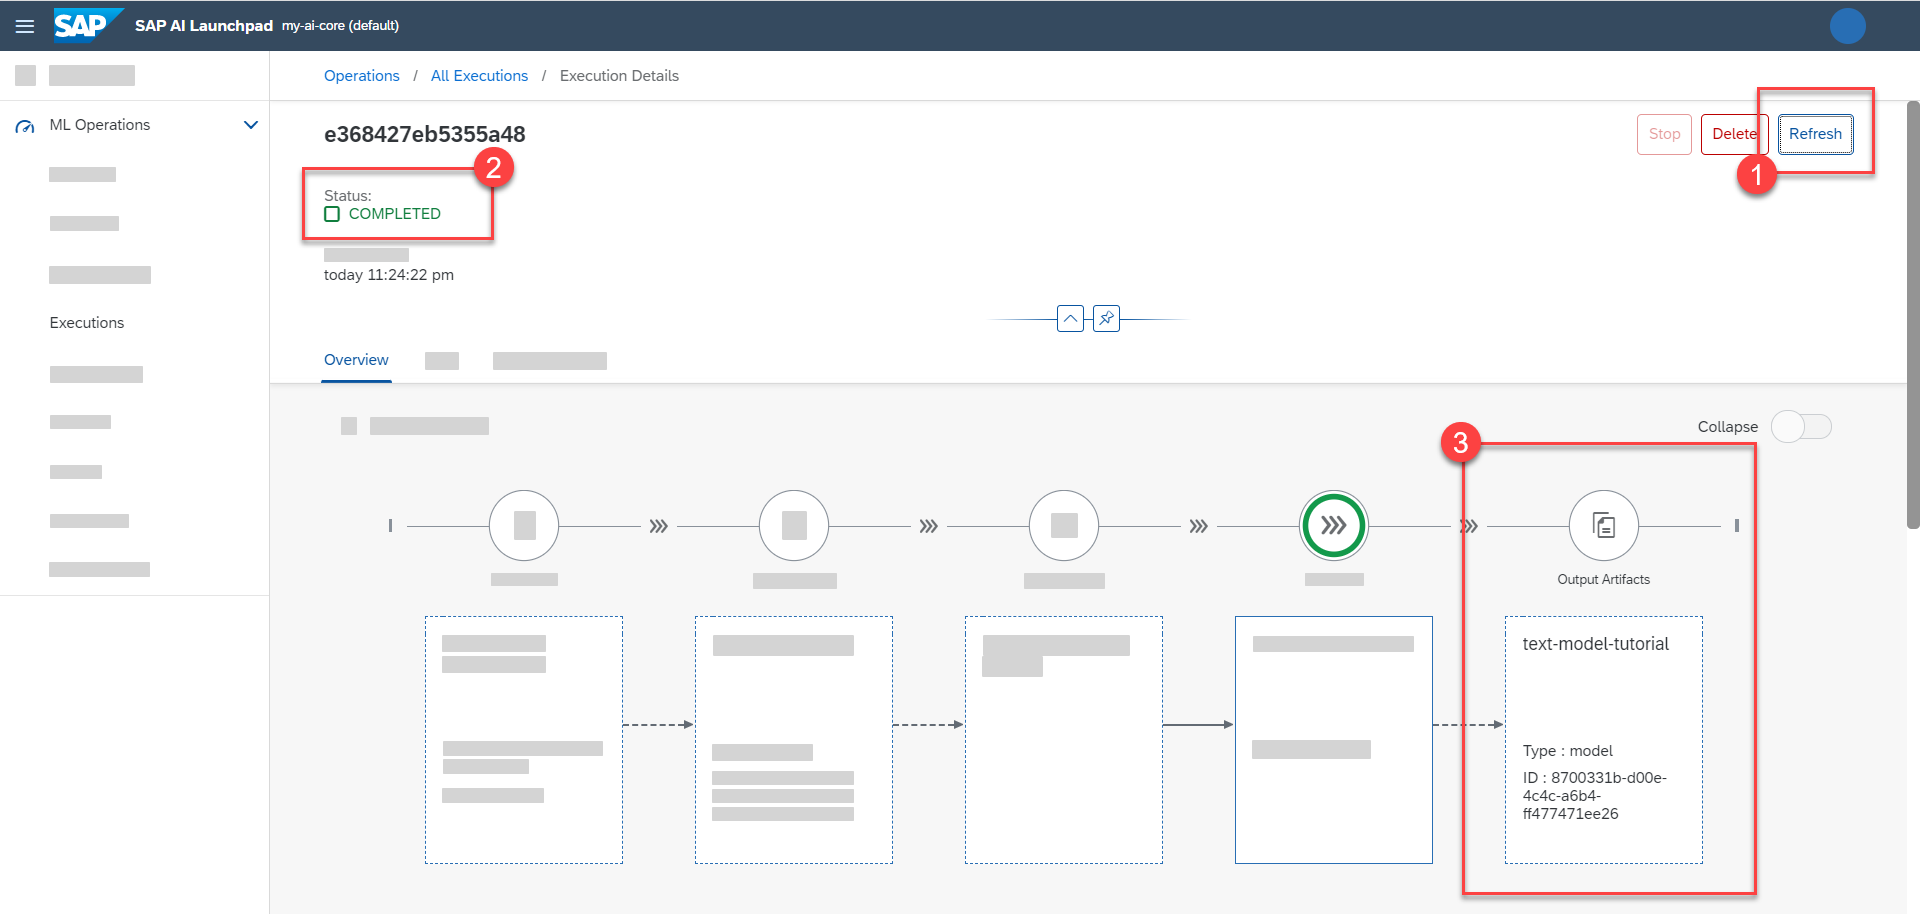 SAP SAP AI Launchpad my-ai-core (default)
Operations / All Executions / Execution Details
ML Operations
Executions
e368427eb5355a48
Stop Delete Refresh
1
2
Status:
COMPLETED
today 11:24:22 pm
Overview
Collapse
3
Output Artifacts
text-model-tutorial
Type : model
ID : 8700331b-d00e-
4c4c-a6b4-
ff477471ee26